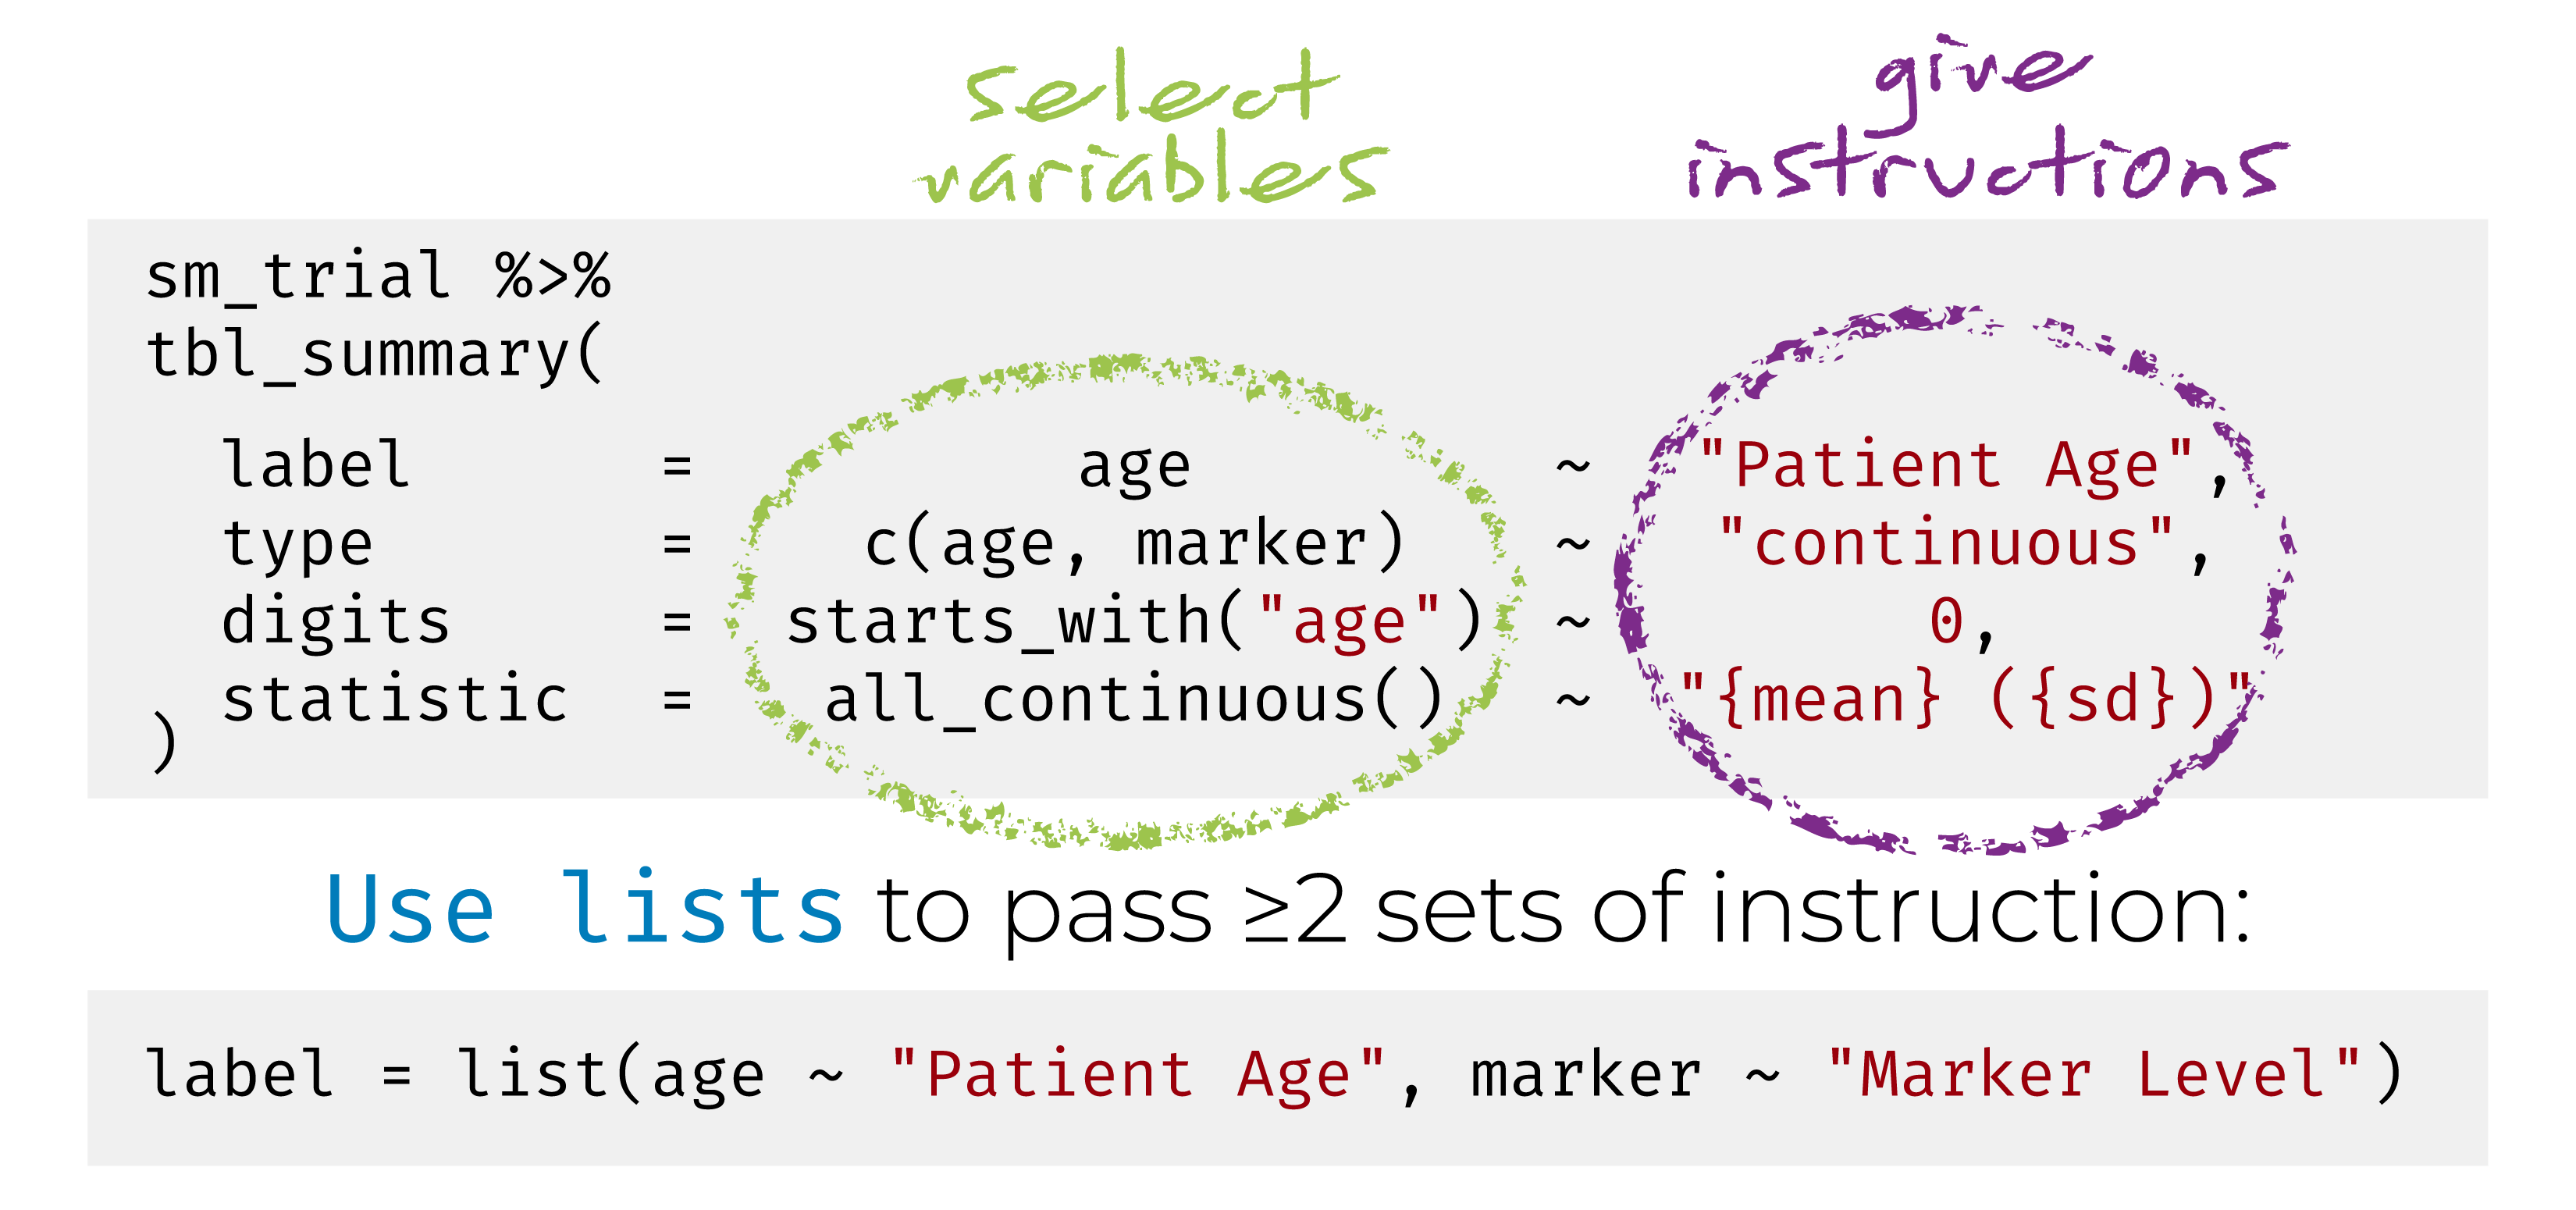 select
variables
give
instructions
sm_trial %>%
tbl_summary(
label = age ~ "Patient Age",
type = c(age, marker) ~ "continuous",
digits = starts_with("age") ~ 0,
statistic = all_continuous() ~ "{mean} ({sd})"
)
Use lists to pass ≥2 sets of instruction:
label = list(age ~ "Patient Age", marker ~ "Marker Level")